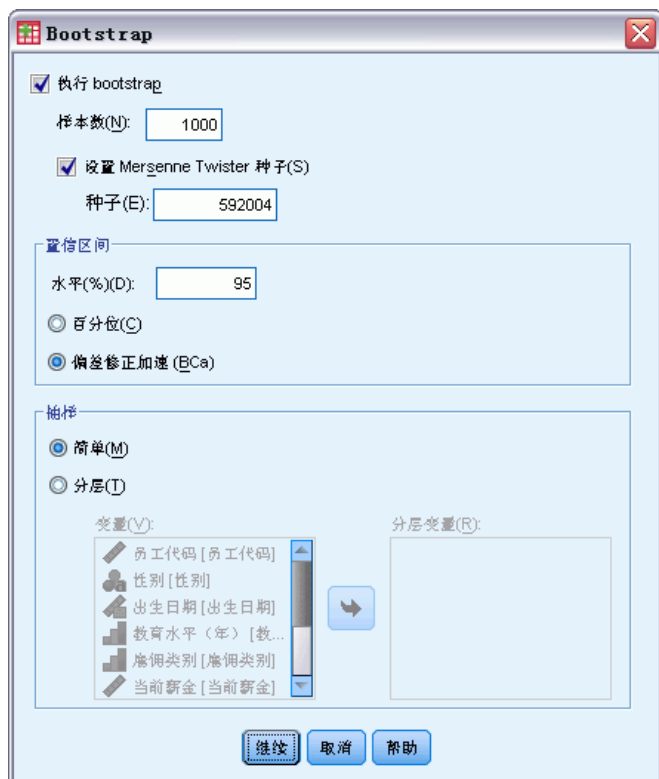 Bootstrap
执行 bootstrap
样本数(N): 1000
设置 Mersenne Twister 种子(S)
种子(E): 592004
置信区间
水平(%)(D): 95
百分位(C)
偏差修正加速 (BCa)
抽样
简单(M)
分层(T)
变量(V): 分层变量(R):
员工代码 [员工代码]
性别 [性别]
出生日期 [出生日期]
教育水平（年） [教...
雇佣类别 [雇佣类别]
当前薪金 [当前薪金]
继续 取消 帮助